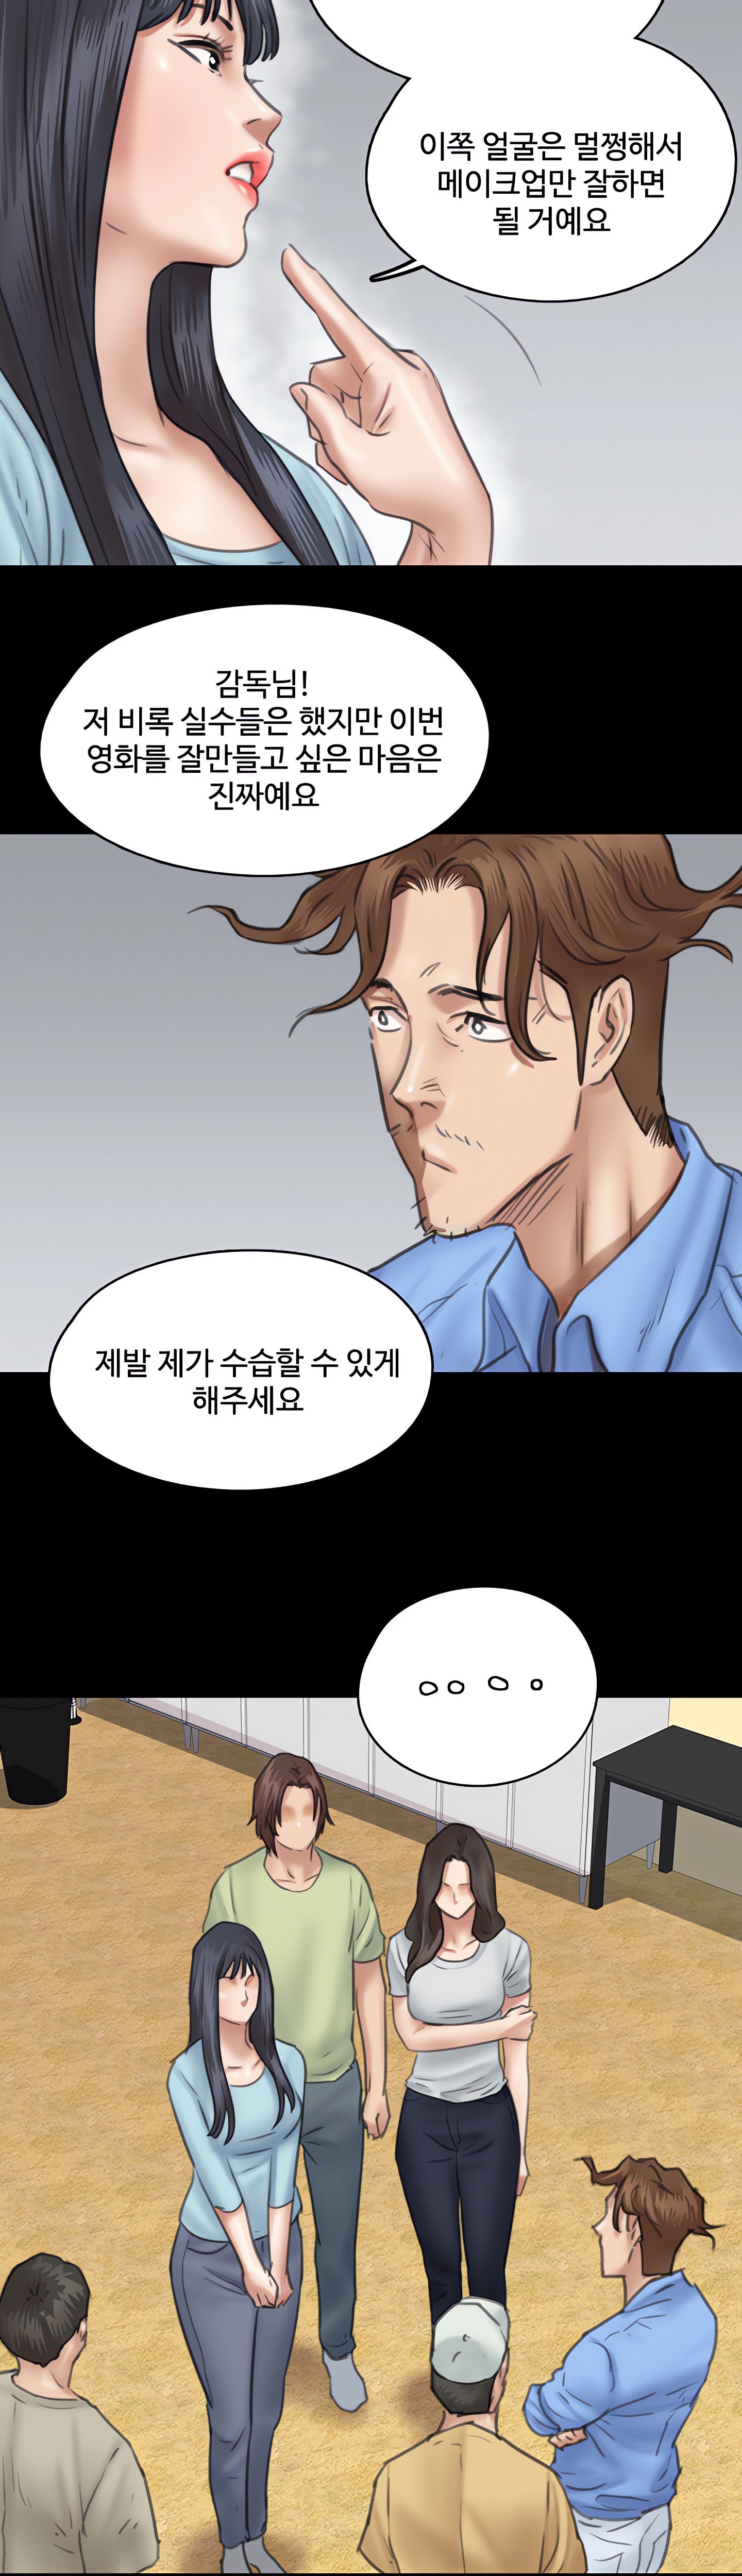 이쪽 얼굴은 멀쩡해서
메이크업만 잘하면
될 거예요
감독님!
저 비록 실수들은 했지만 이번
영화를 잘만들고 싶은 마음은
진짜예요
제발 제가 수습할 수 있게
해주세요
。。。。